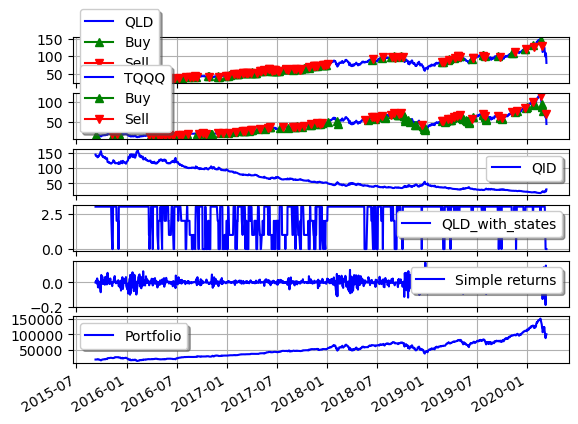 QLD
Buy
Sell
150
100
50
TQQQ
Buy
Sell
100
50
150
100
50
QID
2.5
0.0
QLD_with_states
0.0
−0.2
Simple returns
150000
100000
50000
Portfolio
2015-07
2016-01
2016-07
2017-01
2017-07
2018-01
2018-07
2019-01
2019-07
2020-01